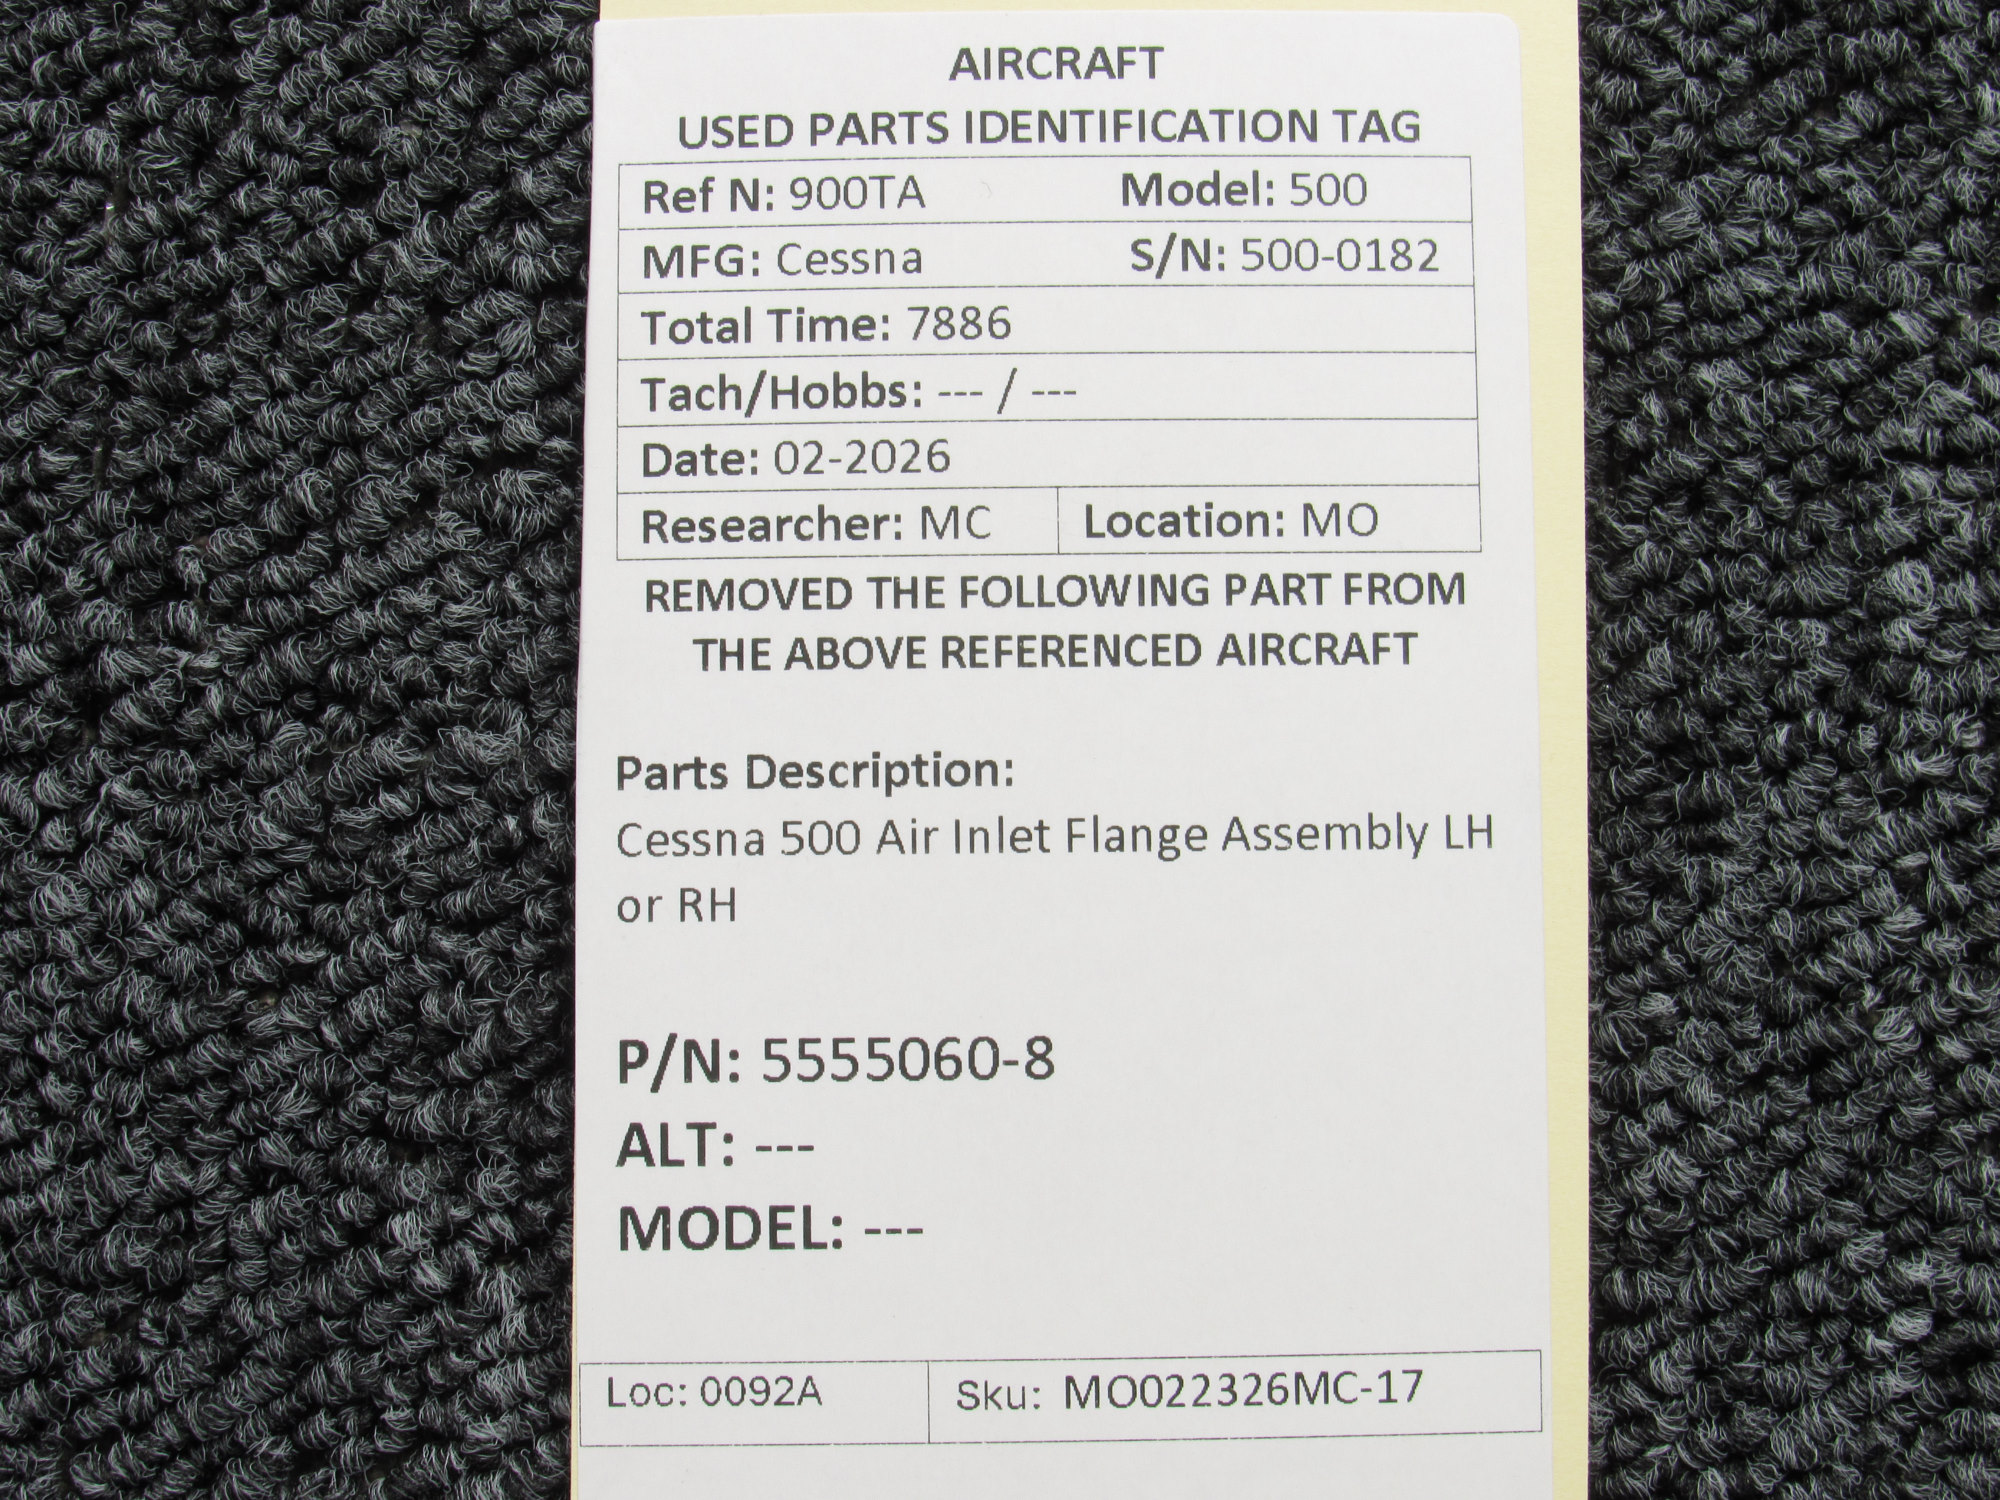 AIRCRAFT
USED PARTS IDENTIFICATION TAG
Ref N: 900TA Model: 500
MFG: Cessna S/N: 500-0182
Total Time: 7886
Tach/Hobbs: --- / ---
Date: 02-2026
Researcher: MC Location: MO
REMOVED THE FOLLOWING PART FROM
THE ABOVE REFERENCED AIRCRAFT
Parts Description:
Cessna 500 Air Inlet Flange Assembly LH
or RH
P/N: 5555060-8
ALT: ---
MODEL: ---
Loc: 0092A Sku: MO022326MC-17